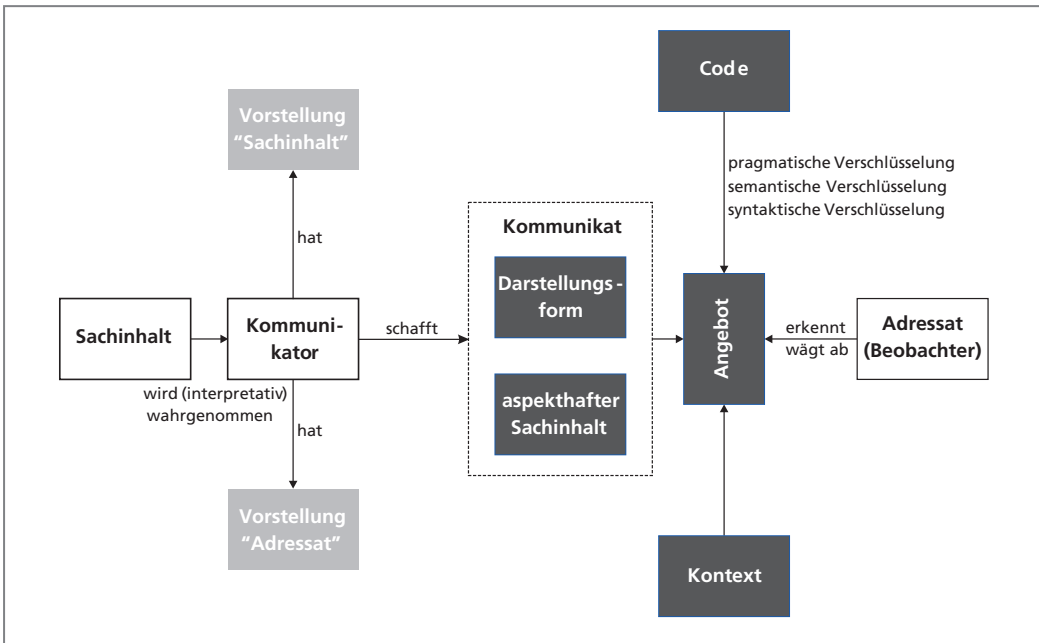 Code
Vorstellung
“Sachinhalt”
pragmatische Verschlüsselung
semantische Verschlüsselung
syntaktische Verschlüsselung
hat
Kommunikat
Darstellungs-
form
Sachinhalt
Kommuni-
kator
schafft
Angebot
erkennt
wägt ab
Adressat
(Beobachter)
wird (interpretativ)
wahrgenommen
aspekthafter
Sachinhalt
hat
Vorstellung
“Adressat”
Kontext